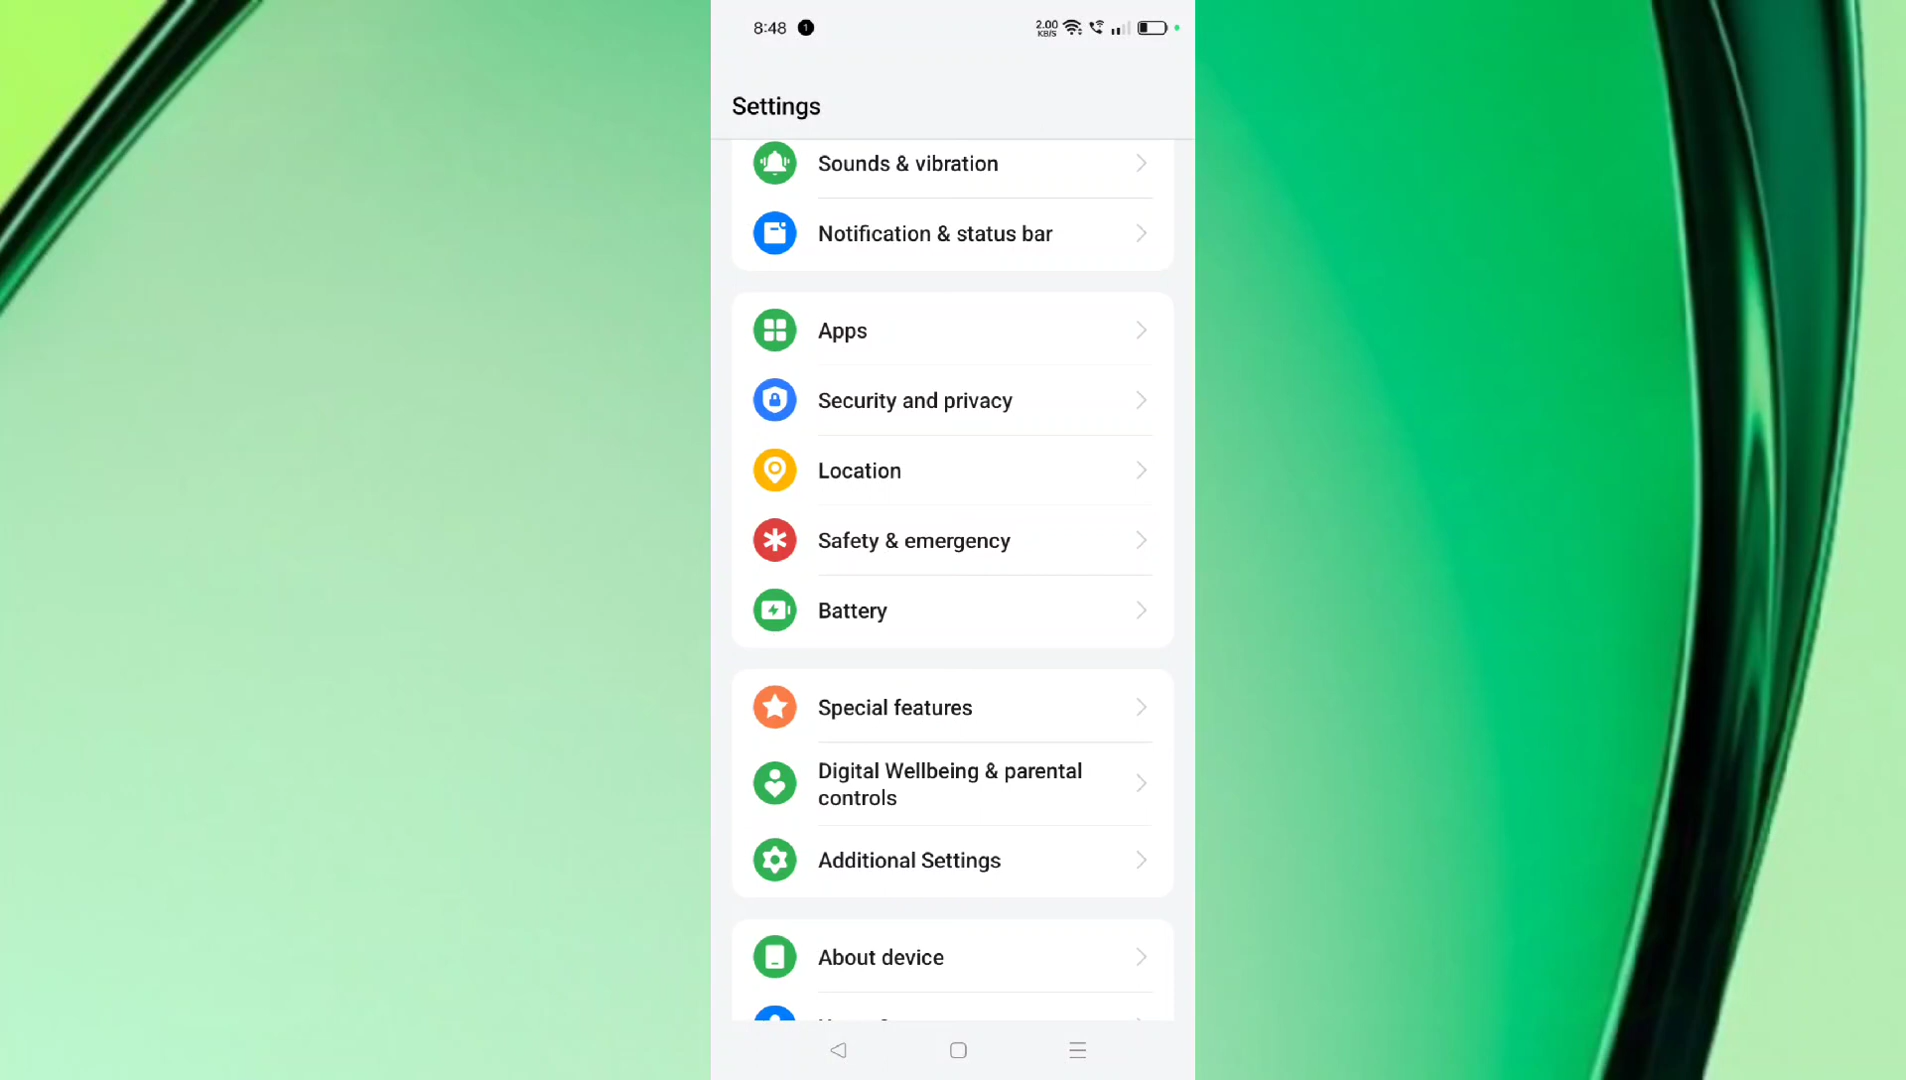 8:48 1 2.00
KB/S
Settings
Sounds & vibration
Notification & status bar
Apps
Security and privacy
Location
Safety & emergency
Battery
Special features
Digital Wellbeing & parental
controls
Additional Settings
About device